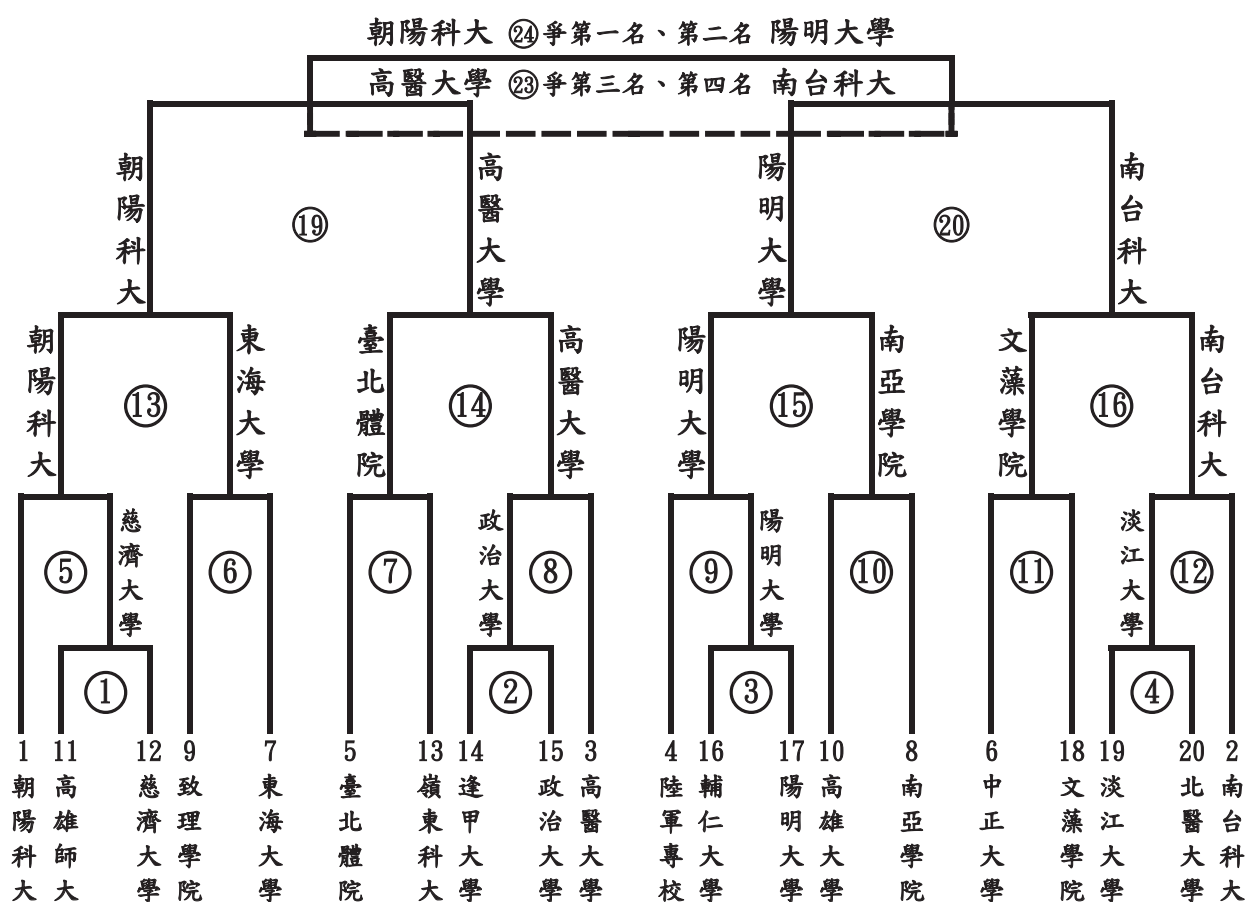 朝陽科大 ㉔爭第一名、第二名 陽明大學
高醫大學 ㉓爭第三名、第四名 南台科大
朝陽科大
高醫大學
陽明大學
南台科大
⑲
⑳
朝陽科大
東海大學
臺北體院
高醫大學
陽明大學
南亞學院
文藻學院
南台科大
⑬
⑭
⑮
⑯
慈濟大學
政治大學
陽明大學
淡江大學
⑤
⑥
⑦
⑧
⑨
⑩
⑪
⑫
①
②
③
④
1 朝陽科大
11 高雄師大
12 慈濟大學
9 致理學院
7 東海大學
5 臺北體院
13 嶺東科大
14 逢甲大學
15 政治大學
3 高醫大學
4 陸軍專校
16 輔仁大學
17 陽明大學
10 高雄大學
8 南亞學院
6 中正大學
18 文藻學院
19 淡江大學
20 北醫大學
2 南台科大